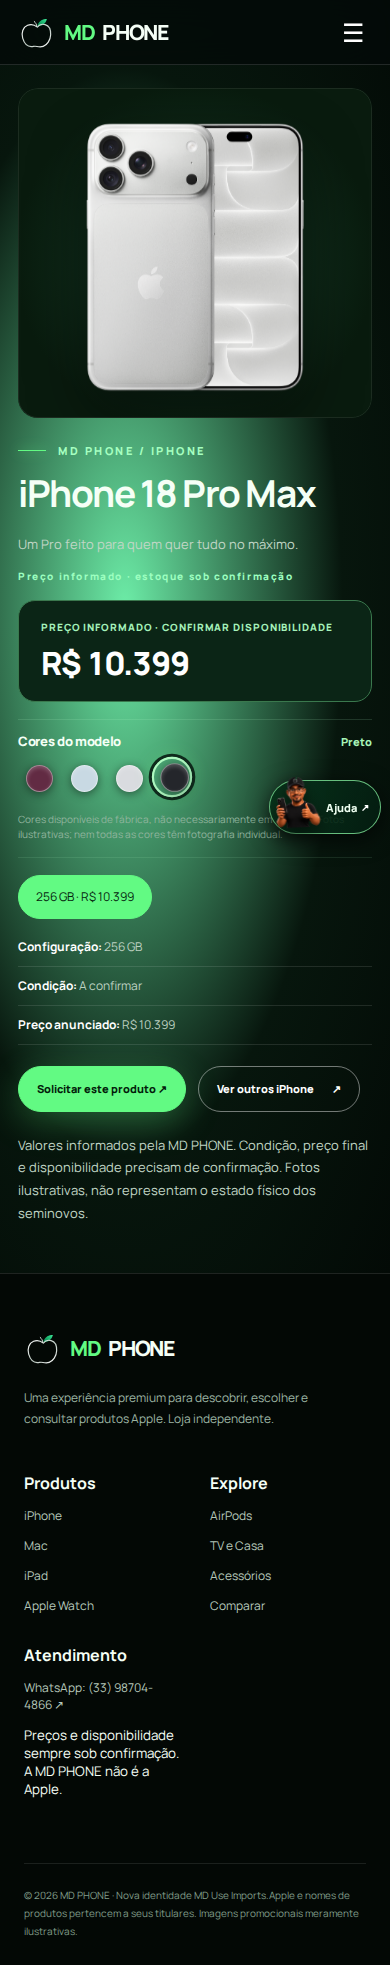 MD PHONE
☰
MD PHONE / IPHONE
iPhone 18 Pro Max
Um Pro feito para quem quer tudo no máximo.
Preço informado · estoque sob confirmação
PREÇO INFORMADO · CONFIRMAR DISPONIBILIDADE
R$ 10.399
Cores do modelo
Preto
Ajuda ↗
Cores disponíveis de fábrica, não necessariamente em
ilustrativas; nem todas as cores têm fotografia individual.
256 GB · R$ 10.399
Configuração: 256 GB
Condição: A confirmar
Preço anunciado: R$ 10.399
Solicitar este produto ↗
Ver outros iPhone ↗
Valores informados pela MD PHONE. Condição, preço final
e disponibilidade precisam de confirmação. Fotos
ilustrativas, não representam o estado físico dos
seminovos.
MD PHONE
Uma experiência premium para descobrir, escolher e
consultar produtos Apple. Loja independente.
Produtos
iPhone
Mac
iPad
Apple Watch
Explore
AirPods
TV e Casa
Acessórios
Comparar
Atendimento
WhatsApp: (33) 98704-
4866 ↗
Preços e disponibilidade
sempre sob confirmação.
A MD PHONE não é a
Apple.
© 2026 MD PHONE · Nova identidade MD Use Imports.Apple e nomes de
produtos pertencem a seus titulares. Imagens promocionais meramente
ilustrativas.